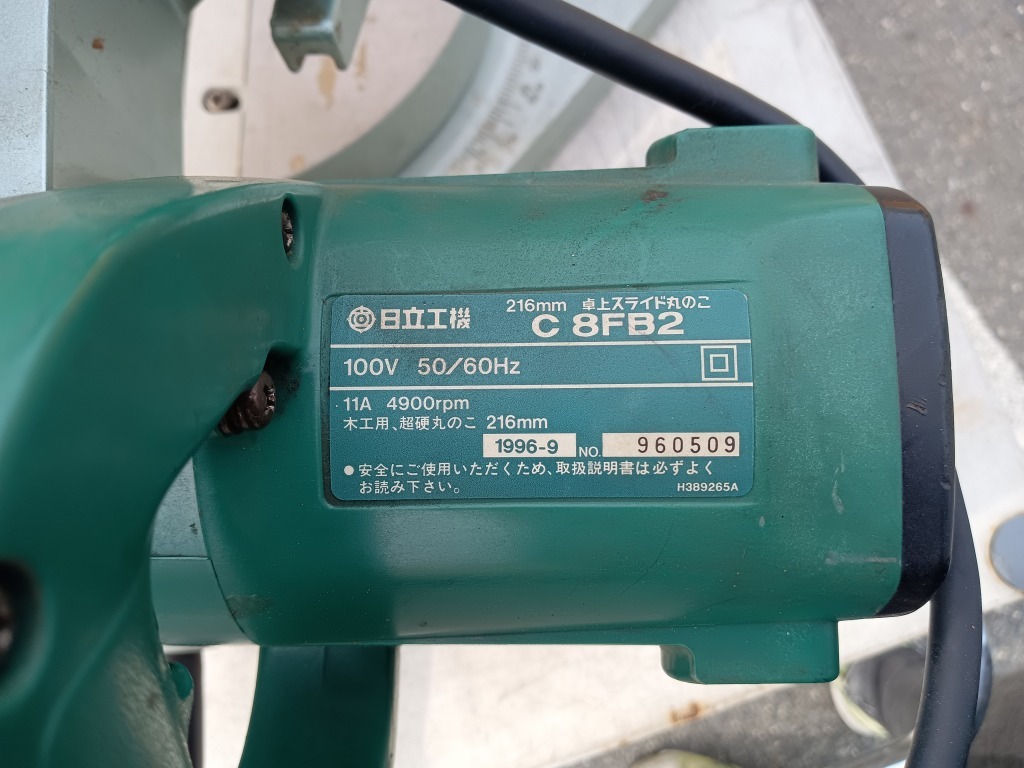 日立工機 216mm 卓上スライド丸のこ
C 8FB2
100V 50/60Hz
11A 4900rpm
木工用、超硬丸のこ 216mm
1996-9 NO. 960509
●安全にご使用いただくため、取扱説明書は必ずよく
お読み下さい。 H389265A